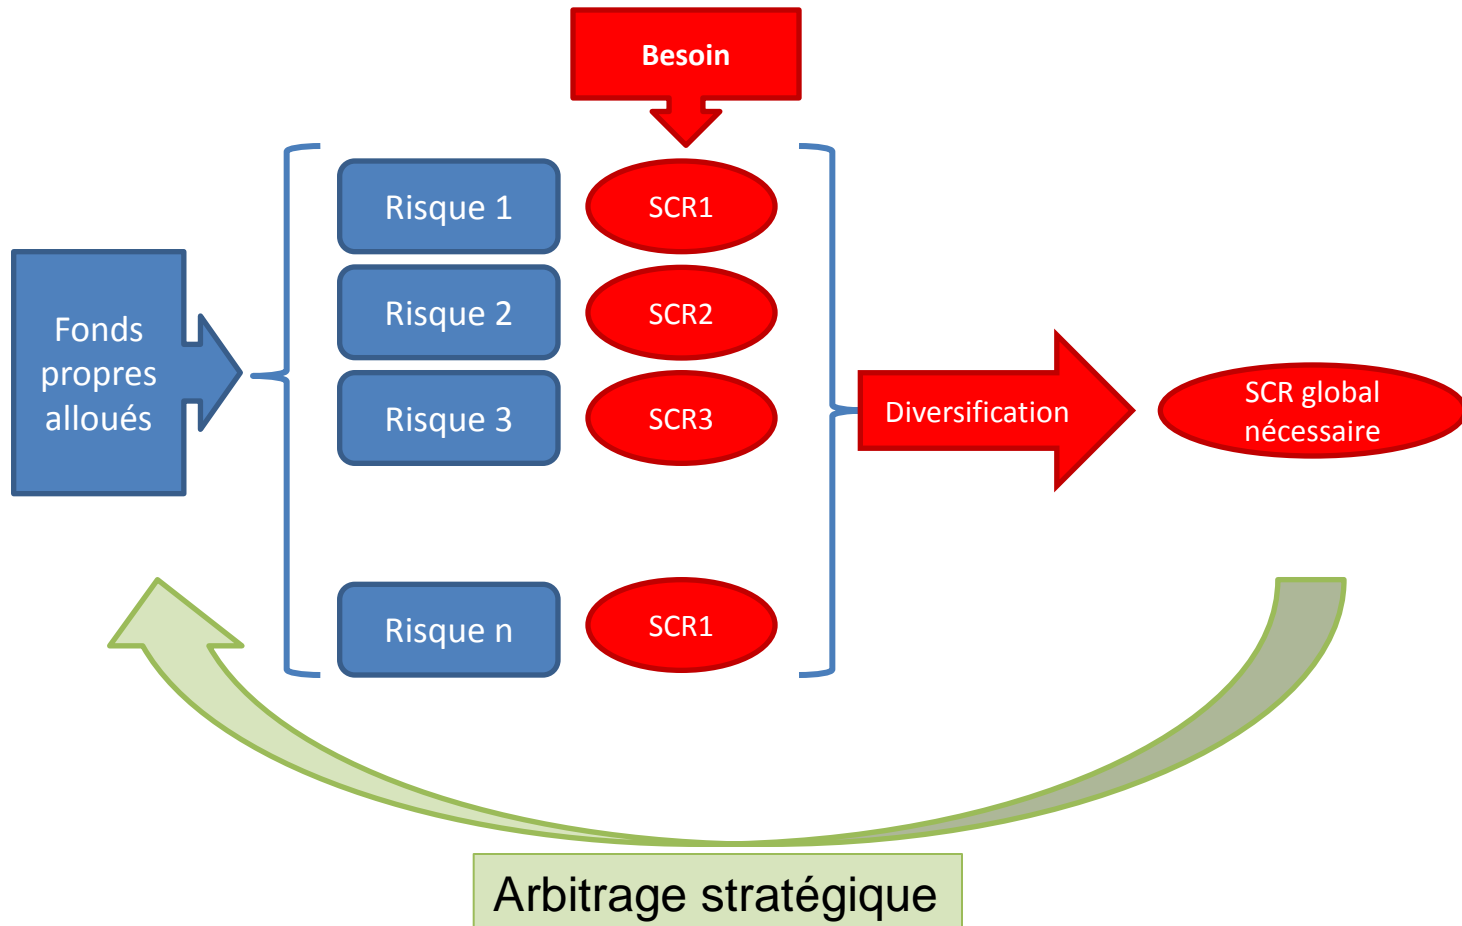 Besoin
Risque 1
SCR1
Risque 2
SCR2
Risque 3
SCR3
Risque n
SCR1
Fonds
propres
alloués
Diversification
SCR global
nécessaire
Arbitrage stratégique